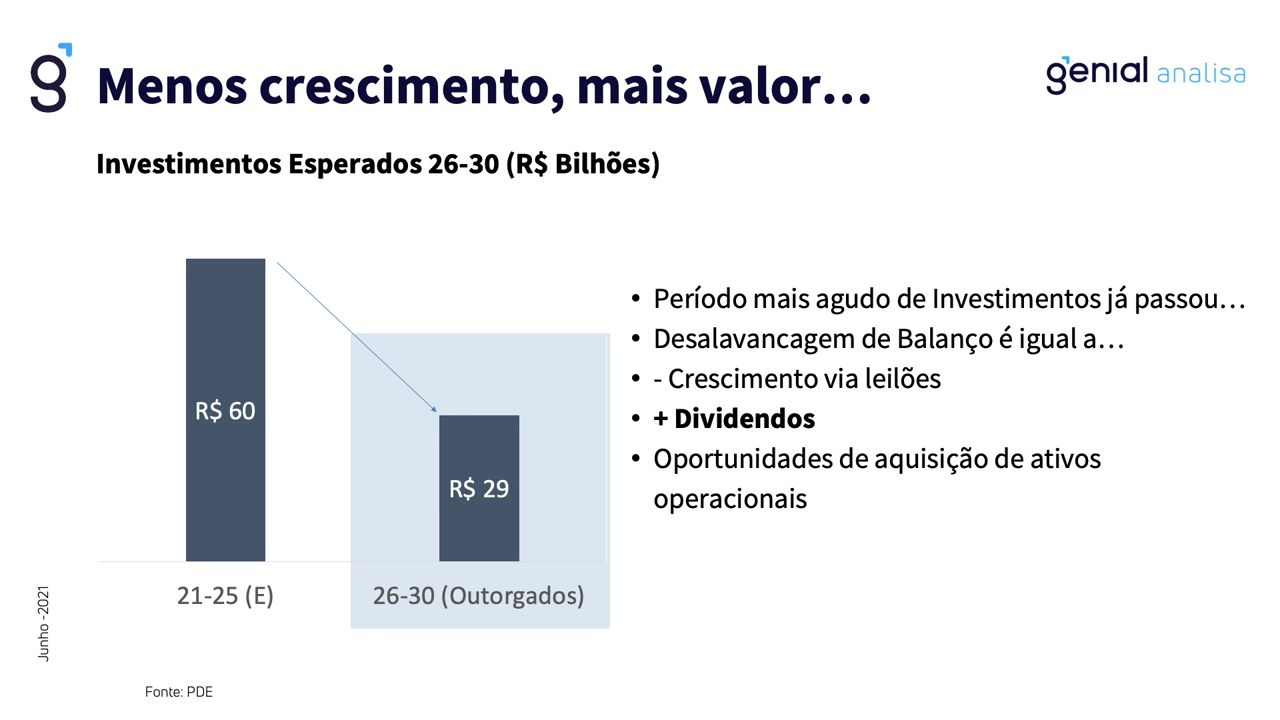 g Menos crescimento, mais valor…
genial analisa
Investimentos Esperados 26-30 (R$ Bilhões)
R$ 60
R$ 29
21-25 (E)
26-30 (Outorgados)
• Período mais agudo de Investimentos já passou…
• Desalavancagem de Balanço é igual a…
• - Crescimento via leilões
• + Dividendos
• Oportunidades de aquisição de ativos
operacionais
Junho -2021
Fonte: PDE